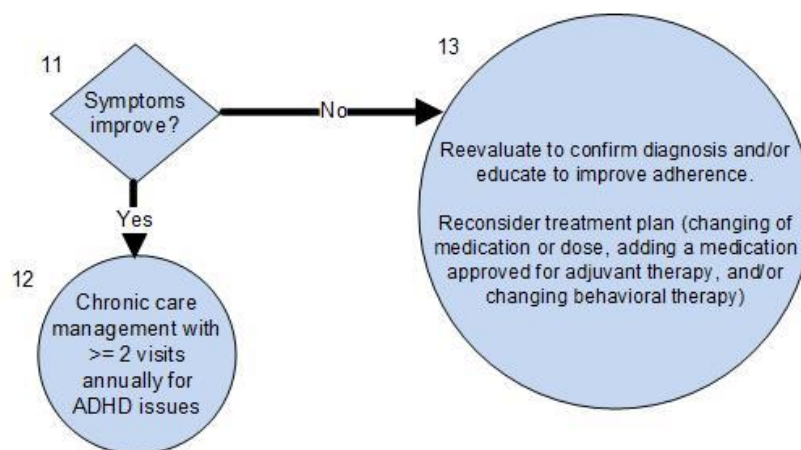 11
Symptoms
improve?
No
13
Reevaluate to confirm diagnosis and/or
educate to improve adherence.
Reconsider treatment plan (changing of
medication or dose, adding a medication
approved for adjuvant therapy, and/or
changing behavioral therapy)
Yes
12
Chronic care
management with
>= 2 visits
annually for
ADHD issues